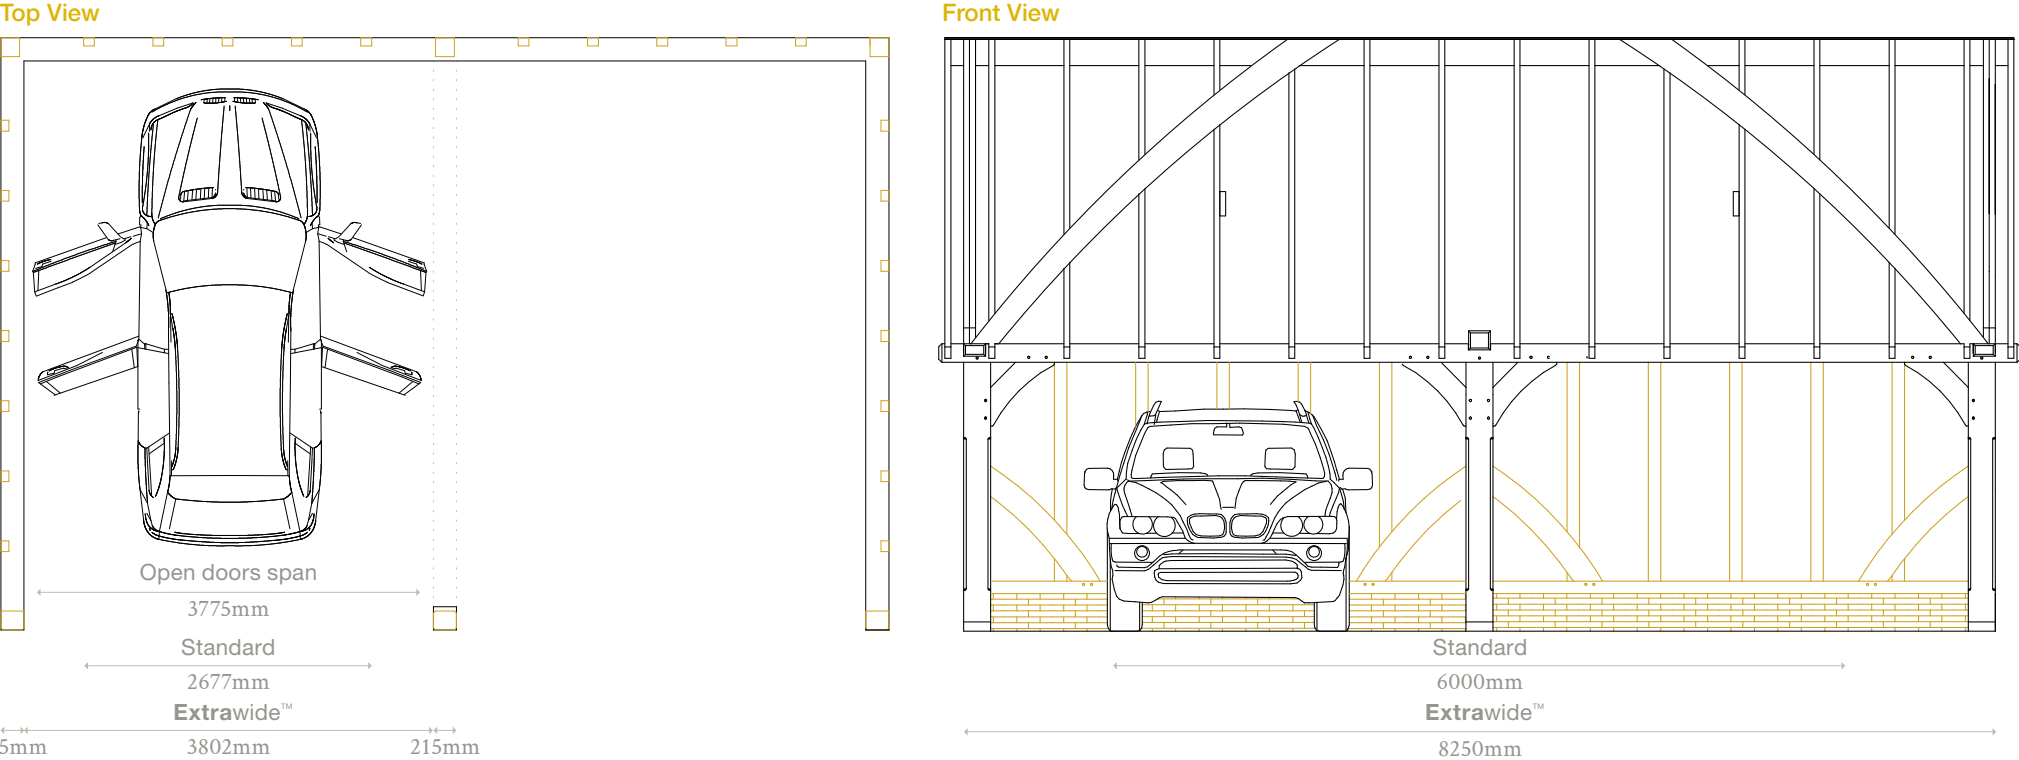 Top View
Front View
Open doors span
3775mm
Standard
2677mm
Extrawide™
5mm
3802mm
215mm
Standard
6000mm
Extrawide™
8250mm